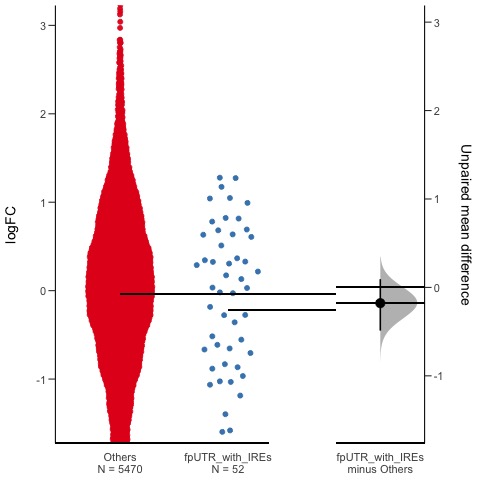 logFC
3
2
1
0
-1
3
2
1
0
-1
Unpaired mean difference
Others
N = 5470
fpUTR_with_IREs
N = 52
fpUTR_with_IREs
minus Others